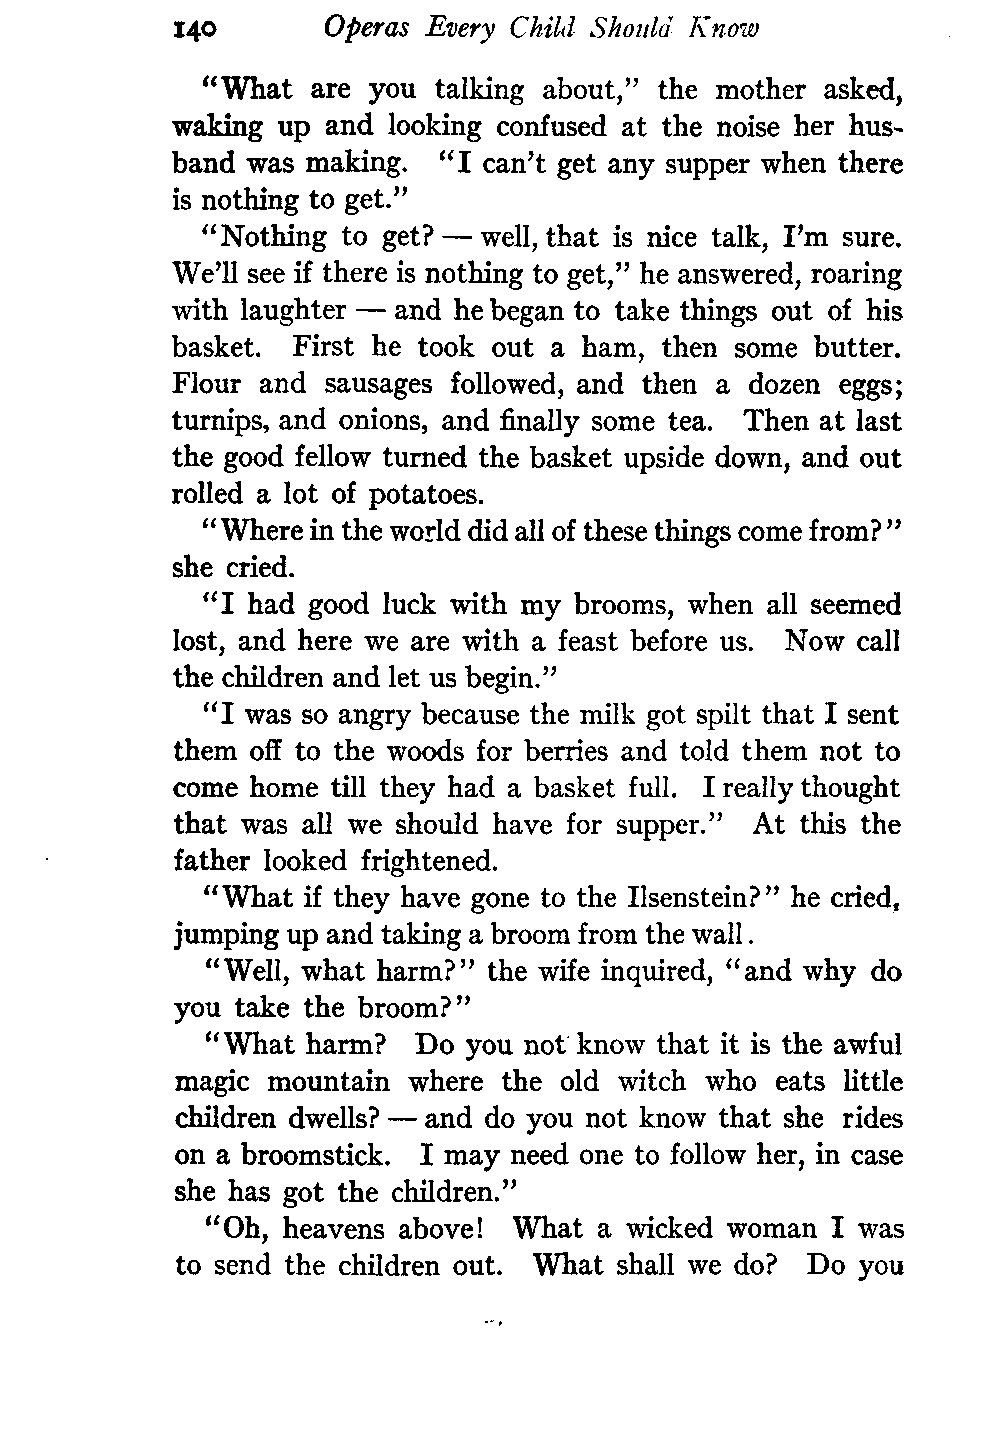 140 Operas Every Child Should Know
"What are you talking about," the mother asked,
waking up and looking confused at the noise her hus-
band was making. "I can't get any supper when there
is nothing to get."
"Nothing to get? — well, that is nice talk, I'm sure.
We'll see if there is nothing to get," he answered, roaring
with laughter — and he began to take things out of his
basket. First he took out a ham, then some butter.
Flour and sausages followed, and then a dozen eggs;
turnips, and onions, and finally some tea. Then at last
the good fellow turned the basket upside down, and out
rolled a lot of potatoes.
"Where in the world did all of these things come from?"
she cried.
"I had good luck with my brooms, when all seemed
lost, and here we are with a feast before us. Now call
the children and let us begin."
"I was so angry because the milk got spilt that I sent
them off to the woods for berries and told them not to
come home till they had a basket full. I really thought
that was all we should have for supper." At this the
father looked frightened.
"What if they have gone to the Ilsenstein?" he cried,
jumping up and taking a broom from the wall.
"Well, what harm?" the wife inquired, "and why do
you take the broom?"
"What harm? Do you not know that it is the awful
magic mountain where the old witch who eats little
children dwells? — and do you not know that she rides
on a broomstick. I may need one to follow her, in case
she has got the children."
"Oh, heavens above! What a wicked woman I was
to send the children out. What shall we do? Do you